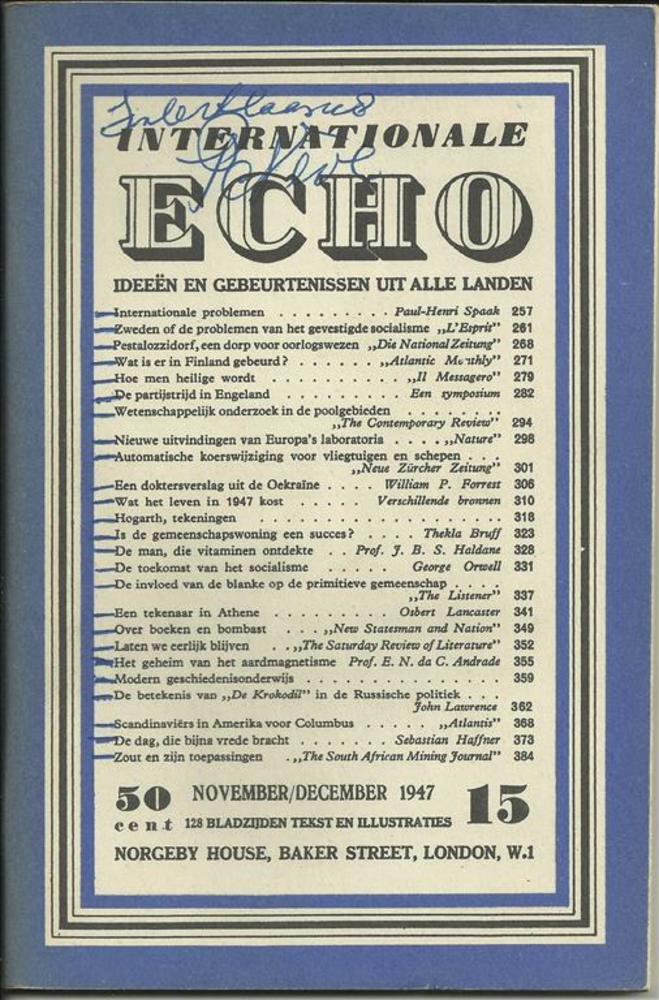 Sinterklaas
INTERNATIONALE
ECHO
IDEEËN EN GEBEURTENISSEN UIT ALLE LANDEN
Internationale problemen . . . . . . . . Paul-Henri Spaak 257
Zweden of de problemen van het gevestigde socialisme „L'Esprit” 261
Pestalozzidorf, een dorp voor oorlogswezen „Die National Zeitung” 268
Wat is er in Finland gebeurd? . . . . . „Atlantic Monthly” 271
Hoe men heilige wordt . . . . . . . . . „Il Messagero” 279
De partijstrijd in Engeland . . . . . . . . Een symposium 282
Wetenschappelijk onderzoek in de poolgebieden . . . . . . .
„The Contemporary Review” 294
Nieuwe uitvindingen van Europa's laboratoria . . . . „Nature” 298
Automatische koerswijziging voor vliegtuigen en schepen . . .
„Neue Zürcher Zeitung” 301
Een doktersverslag uit de Oekraïne . . . . William P. Forrest 306
Wat het leven in 1947 kost . . . . . Verschillende bronnen 310
Hogarth, tekeningen . . . . . . . . . . . . . . . . . . 318
Is de gemeenschapswoning een succes? . . . . Thekla Bruff 323
De man, die vitaminen ontdekte . . Prof. J. B. S. Haldane 328
De toekomst van het socialisme . . . . . George Orwell 331
De invloed van de blanke op de primitieve gemeenschap . . . .
„The Listener” 337
Een tekenaar in Athene . . . . . . . . . Osbert Lancaster 341
Over boeken en bombast . . . „New Statesman and Nation” 349
Laten we eerlijk blijven . . „The Saturday Review of Literature” 352
Het geheim van het aardmagnetisme Prof. E. N. da C. Andrade 355
Modern geschiedenisonderwijs . . . . . . . . . . . . . . 359
De betekenis van „De Krokodil” in de Russische politiek . . .
John Lawrence 362
Scandinaviërs in Amerika voor Columbus . . . . . „Atlantis” 368
De dag, die bijna vrede bracht . . . . . . . Sebastian Haffner 373
Zout en zijn toepassingen . „The South African Mining Journal” 384
50 NOVEMBER/DECEMBER 1947 15
cent 128 BLADZIJDEN TEKST EN ILLUSTRATIES
NORGEBY HOUSE, BAKER STREET, LONDON, W.1